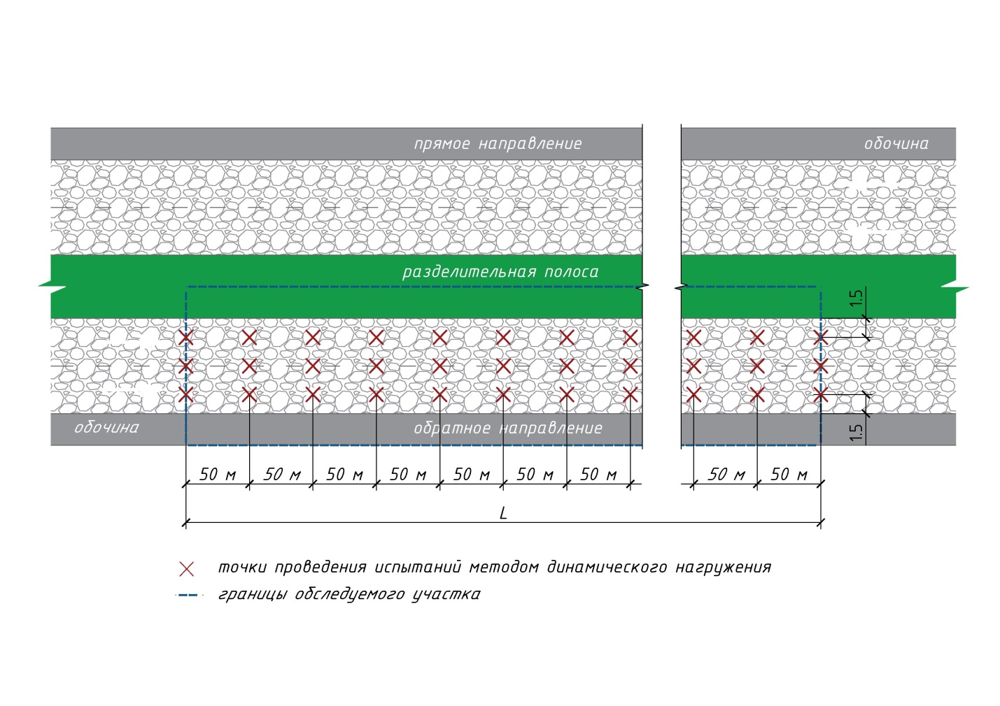 прямое направление
обочина
разделительная полоса
1.5
обочина
обратное направление
1.5
50 м 50 м 50 м 50 м 50 м 50 м 50 м 50 м 50 м
L
точки проведения испытаний методом динамического нагружения
границы обследуемого участка